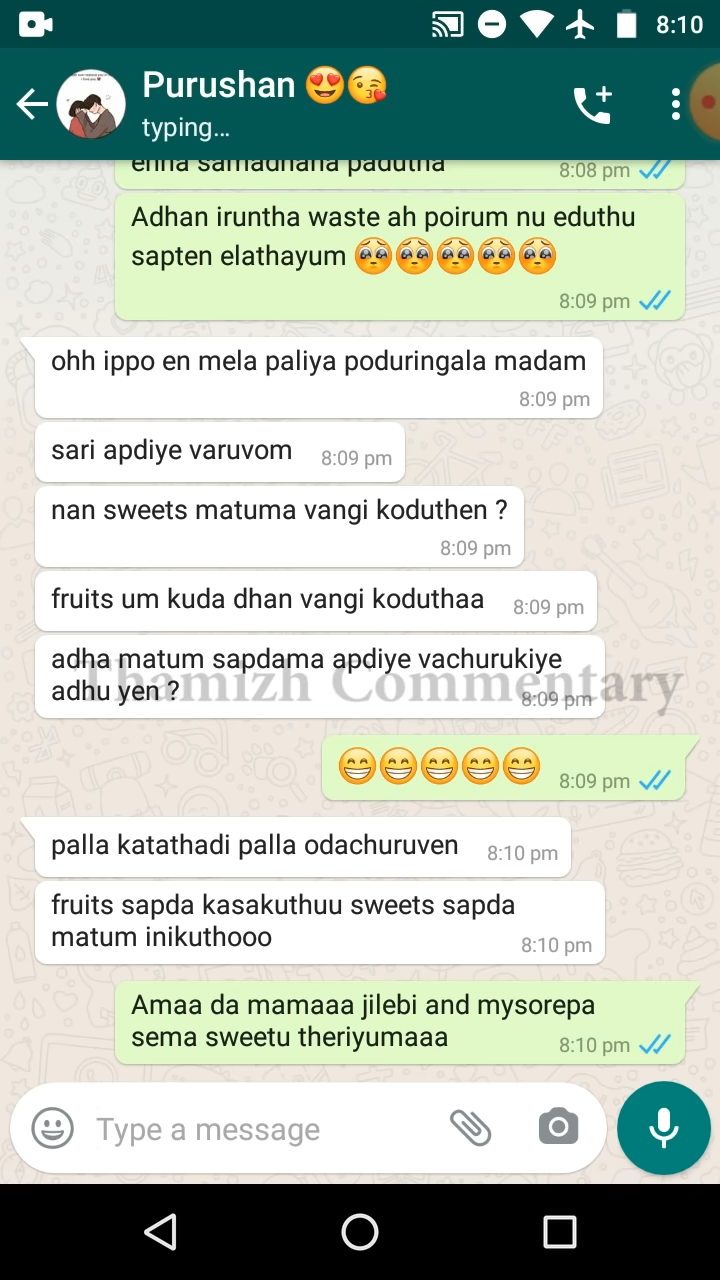 8:10
Purushan 😍😘
typing...
enna samadhana padutha
8:08 pm
Adhan iruntha waste ah poirum nu eduthu
sapten elathayum 🥺🥺🥺🥺🥺
8:09 pm
ohh ippo en mela paliya poduringala madam
8:09 pm
sari apdiye varuvom 8:09 pm
nan sweets matuma vangi koduthen ?
8:09 pm
fruits um kuda dhan vangi koduthaa 8:09 pm
adha matum sapdama apdiye vachurukiye
adhu yen ? 8:09 pm
Thamizh Commentary
😁😁😁😁😁 8:09 pm
palla katathadi palla odachuruven 8:10 pm
fruits sapda kasakuthuu sweets sapda
matum inikuthooo 8:10 pm
Amaa da mamaaa jilebi and mysorepa
sema sweetu theriyumaaa 8:10 pm
Type a message